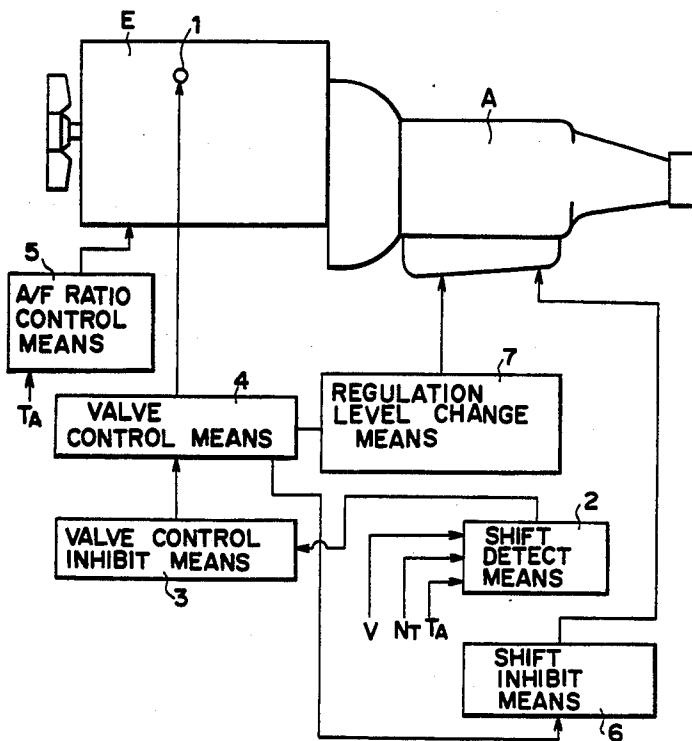 E
1
A
5
A/F RATIO
CONTROL
MEANS
TA
4
VALVE
CONTROL MEANS
7
REGULATION
LEVEL CHANGE
MEANS
VALVE CONTROL
INHIBIT MEANS
3
2
SHIFT
DETECT
MEANS
V NT TA
SHIFT
INHIBIT
MEANS
6